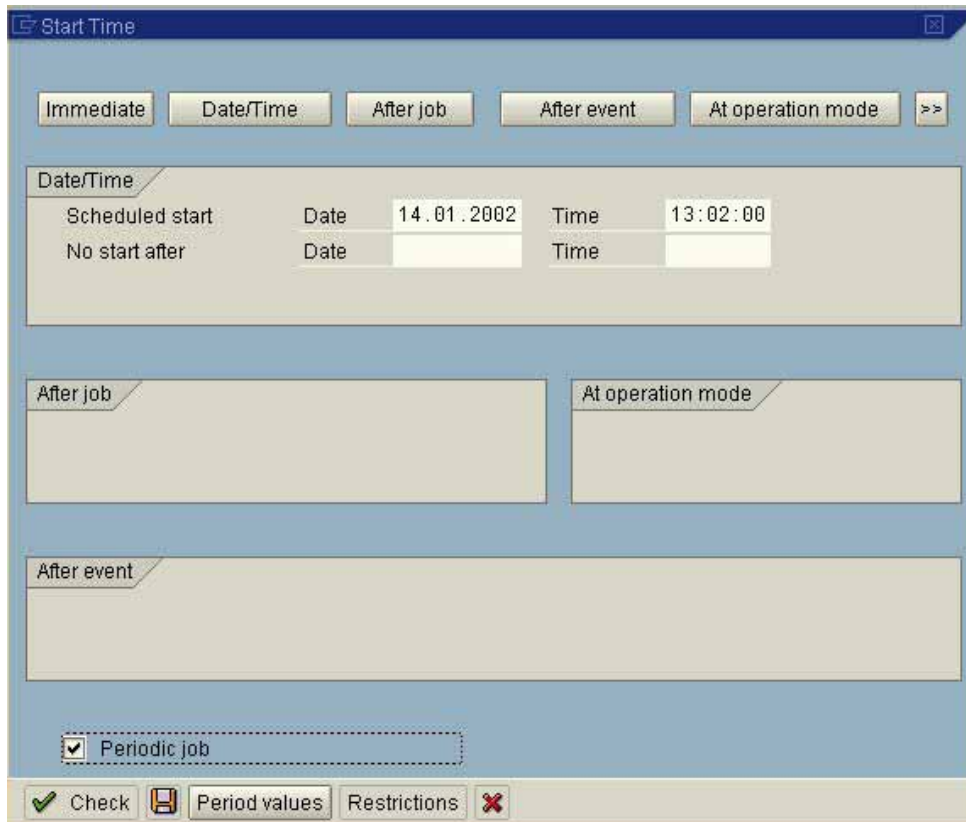 Start Time
Immediate Date/Time After job After event At operation mode >>
Date/Time
Scheduled start Date 14.01.2002 Time 13:02:00
No start after Date Time
After job At operation mode
After event
Periodic job
Check Period values Restrictions